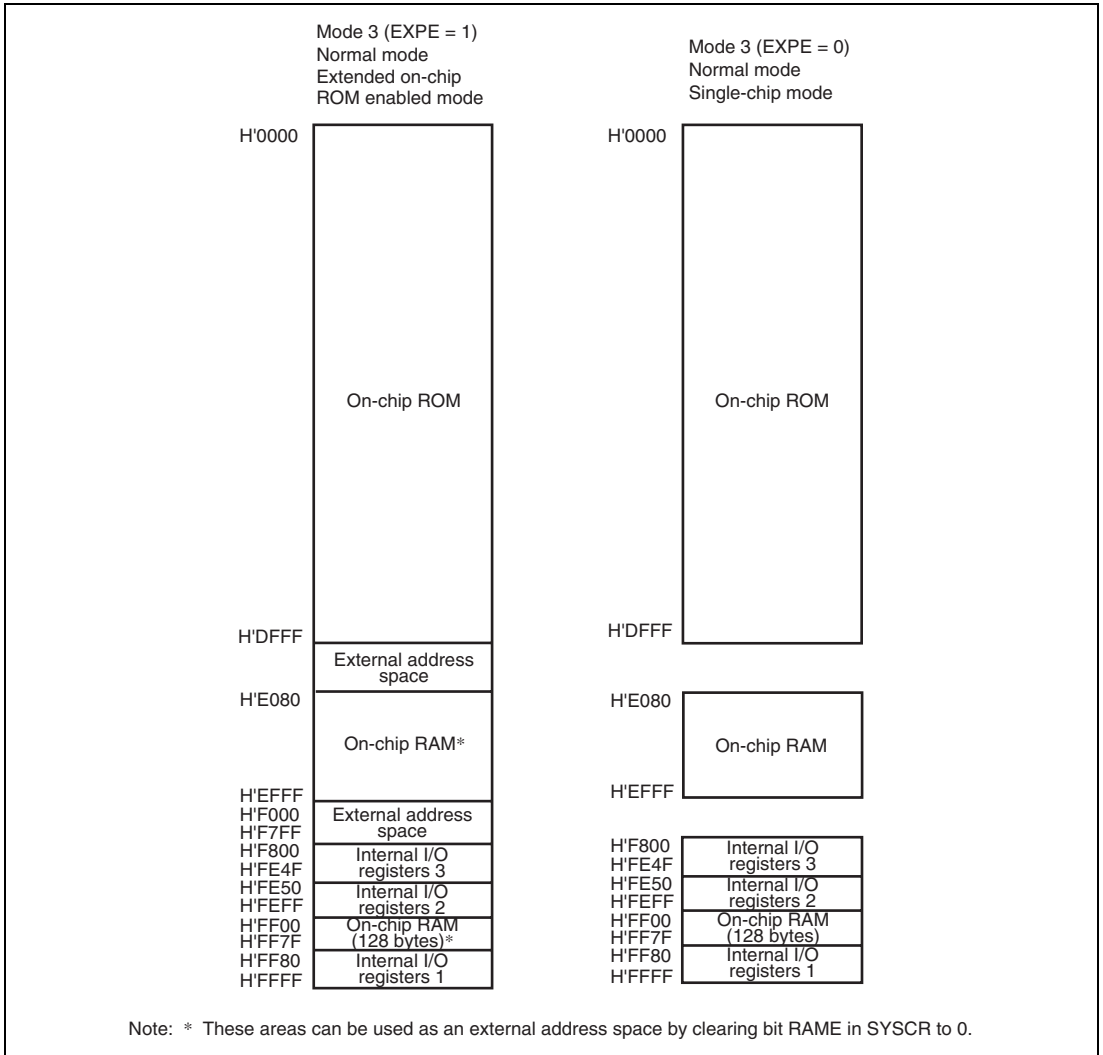 Mode 3 (EXPE = 1)
Normal mode
Extended on-chip
ROM enabled mode
H'0000
On-chip ROM
H'DFFF
External address
space
H'E080
On-chip RAM*
H'EFFF
H'F000
External address
space
H'F7FF
H'F800
Internal I/O
registers 3
H'FE4F
H'FE50
Internal I/O
registers 2
H'FEFF
H'FF00
On-chip RAM
(128 bytes)*
H'FF7F
H'FF80
Internal I/O
registers 1
H'FFFF
Mode 3 (EXPE = 0)
Normal mode
Single-chip mode
H'0000
On-chip ROM
H'DFFF
H'E080
On-chip RAM
H'EFFF
H'F800
Internal I/O
registers 3
H'FE4F
H'FE50
Internal I/O
registers 2
H'FEFF
H'FF00
On-chip RAM
(128 bytes)
H'FF7F
H'FF80
Internal I/O
registers 1
H'FFFF
Note: * These areas can be used as an external address space by clearing bit RAME in SYSCR to 0.